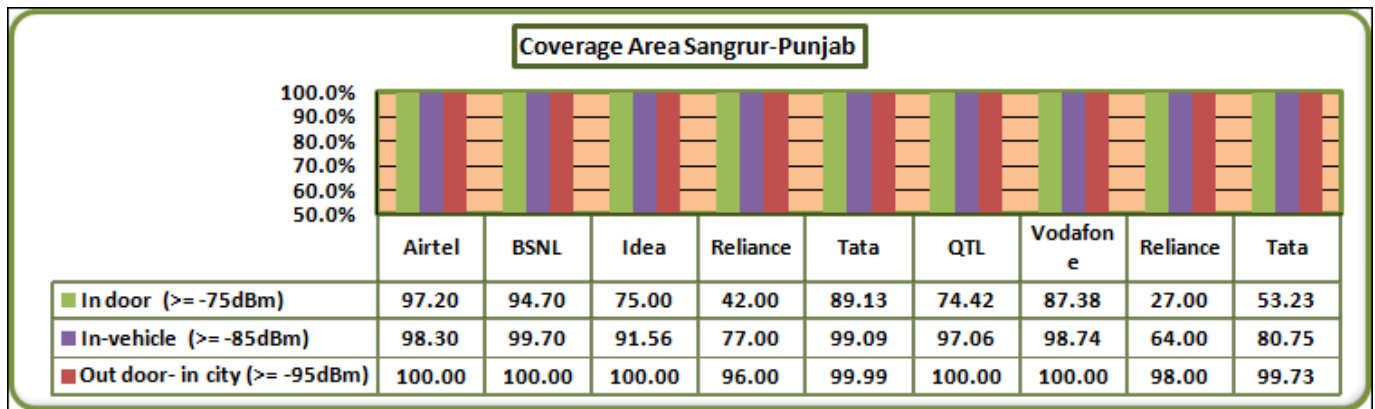 Coverage Area Sangrur-Punjab
100.0%
90.0%
80.0%
70.0%
60.0%
50.0%
Airtel BSNL Idea Reliance Tata QTL Vodafon e Reliance Tata
In door (>= -75dBm) 97.20 94.70 75.00 42.00 89.13 74.42 87.38 27.00 53.23
In-vehicle (>= -85dBm) 98.30 99.70 91.56 77.00 99.09 97.06 98.74 64.00 80.75
Out door- in city (>= -95dBm) 100.00 100.00 100.00 96.00 99.99 100.00 100.00 98.00 99.73